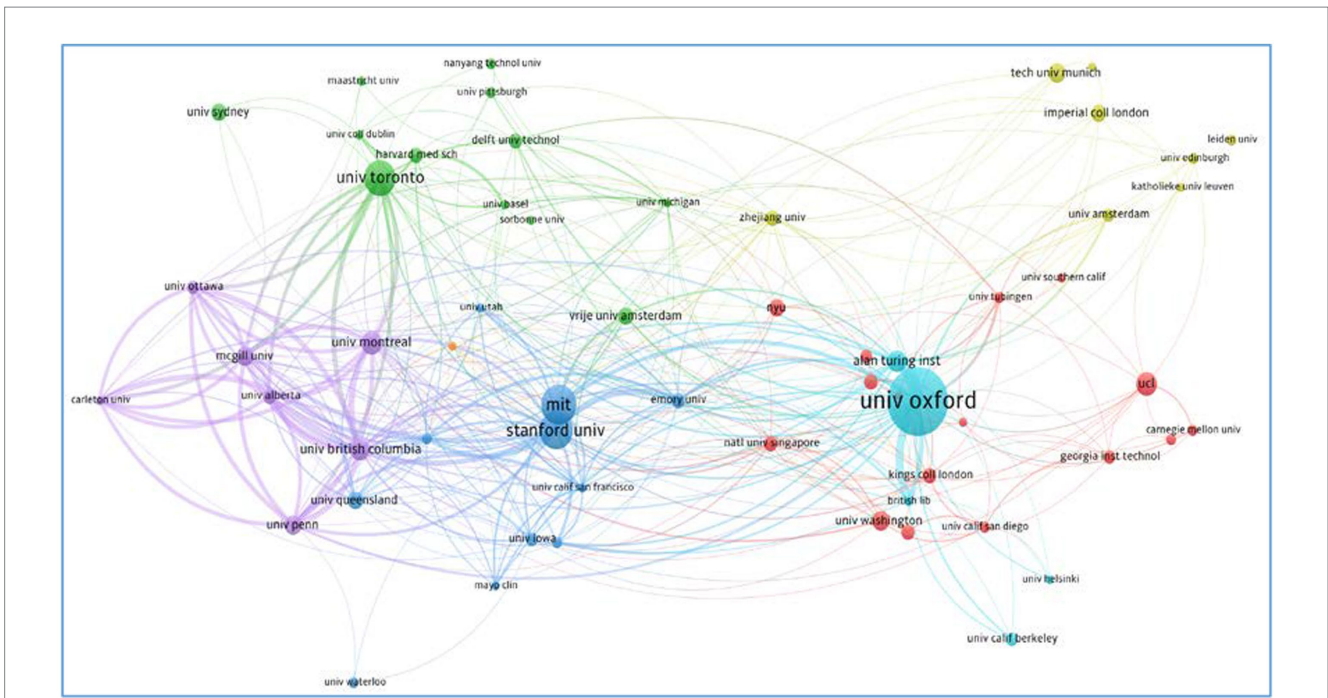 nanyang technol univ
tech univ munich
maastricht univ
univ pittsburgh
univ sydney
imperial coll london
univ coll dublin
delft univ technol
leiden univ
harvard med sch
univ edinburgh
univ toronto
katholieke univ leuven
univ basel
univ michigan
sorbonne univ
zhejiang univ
univ amsterdam
univ southern calif
univ ottawa
univ tubingen
univ utah
nyu
vrije univ amsterdam
univ montreal
mcgill univ
alan turing inst
ucl
univ alberta
carleton univ
mit
emory univ
univ oxford
stanford univ
carnegie mellon univ
natl univ singapore
univ british columbia
georgia inst technol
kings coll london
univ calif san francisco
univ queensland
british lib
univ penn
univ washington
univ calif san diego
univ iowa
univ helsinki
mayo clin
univ calif berkeley
univ waterloo